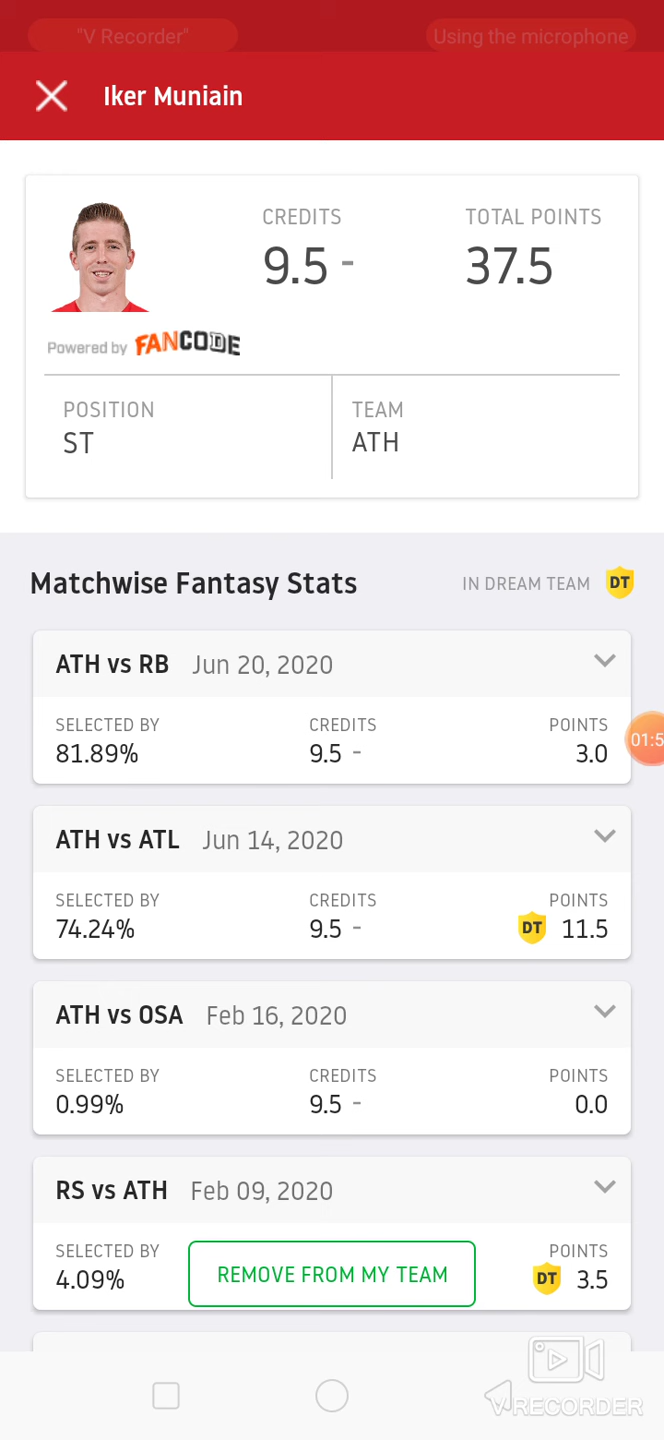 "V Recorder"
Using the microphone
Iker Muniain
CREDITS
9.5 -
TOTAL POINTS
37.5
Powered by FANCODE
POSITION
ST
TEAM
ATH
Matchwise Fantasy Stats
IN DREAM TEAM DT
ATH vs RB Jun 20, 2020
SELECTED BY CREDITS POINTS
81.89% 9.5 - 3.0
01:5
ATH vs ATL Jun 14, 2020
SELECTED BY CREDITS POINTS
74.24% 9.5 - DT 11.5
ATH vs OSA Feb 16, 2020
SELECTED BY CREDITS POINTS
0.99% 9.5 - 0.0
RS vs ATH Feb 09, 2020
SELECTED BY POINTS
4.09% DT 3.5
REMOVE FROM MY TEAM
VRECORDER